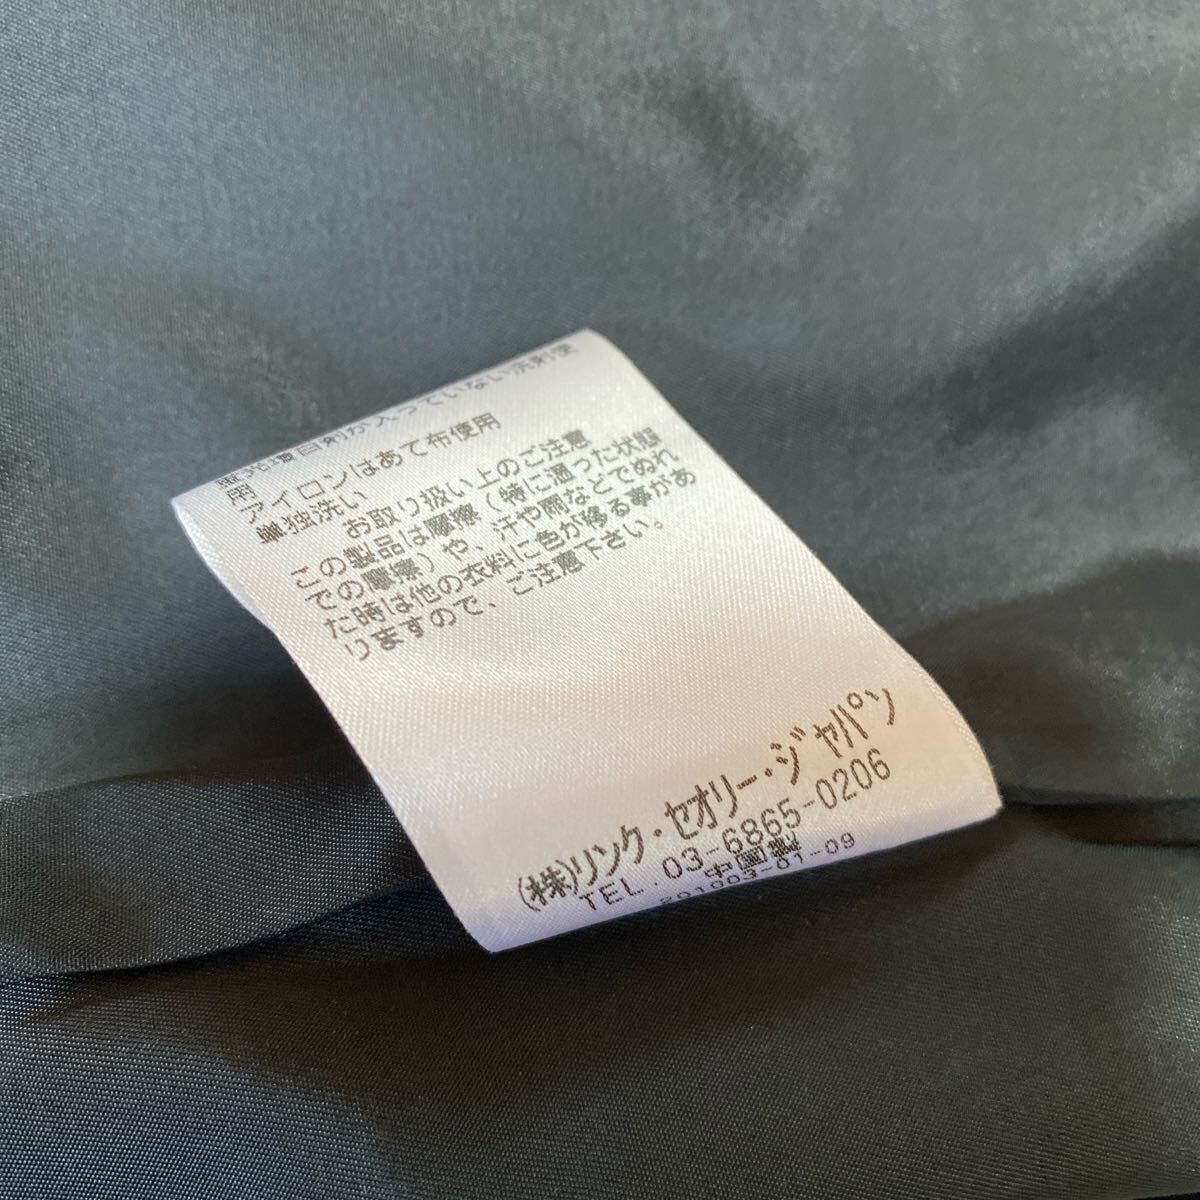 蛍光増白剤が入っていない洗剤使
用
アイロンはあて布使用
単独洗い
お取り扱い上のご注意
この製品は摩擦（特に湿った状態
での摩擦）や、汗や雨などでぬれ
た時は他の衣料に色が移る事があ
りますので、ご注意下さい。
(株)リンク・セオリー・ジャパン
TEL.03-6865-0206
中国製
201003-01-09